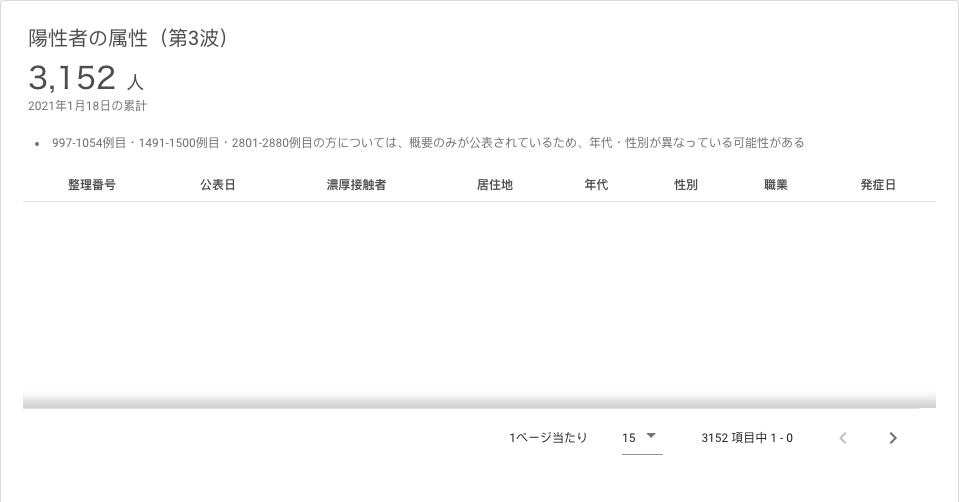 陽性者の属性（第3波）
3,152 人
2021年1月18日の累計
• 997-1054例目・1491-1500例目・2801-2880例目の方については、概要のみが公表されているため、年代・性別が異なっている可能性がある
整理番号 公表日 濃厚接触者 居住地 年代 性別 職業 発症日
1ページ当たり 15 3152 項目中 1 - 0